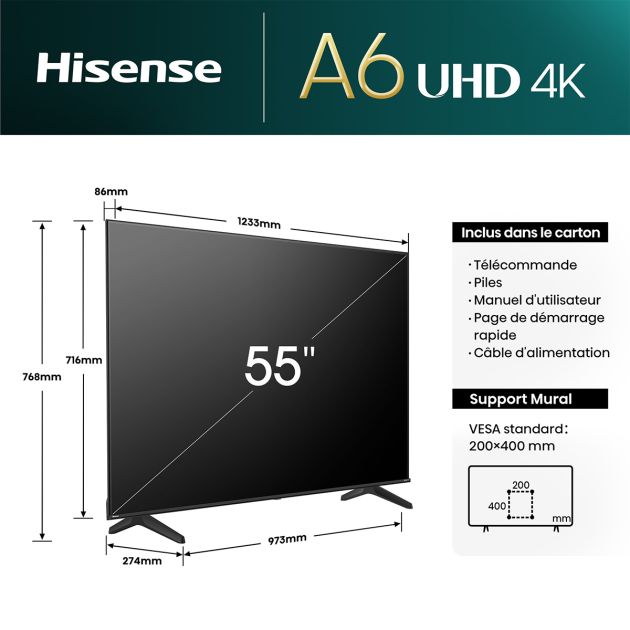 Hisense
A6 UHD 4K
86mm
1233mm
716mm
768mm
55"
274mm
973mm
Inclus dans le carton
· Télécommande
· Piles
· Manuel d'utilisateur
· Page de démarrage
rapide
· Câble d'alimentation
Support Mural
VESA standard:
200×400 mm
200
400
mm